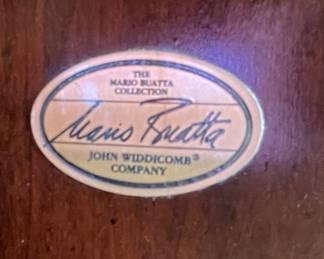 THE
MARIO BUATTA
COLLECTION
Mario Buatta
JOHN WIDDICOMB®
COMPANY